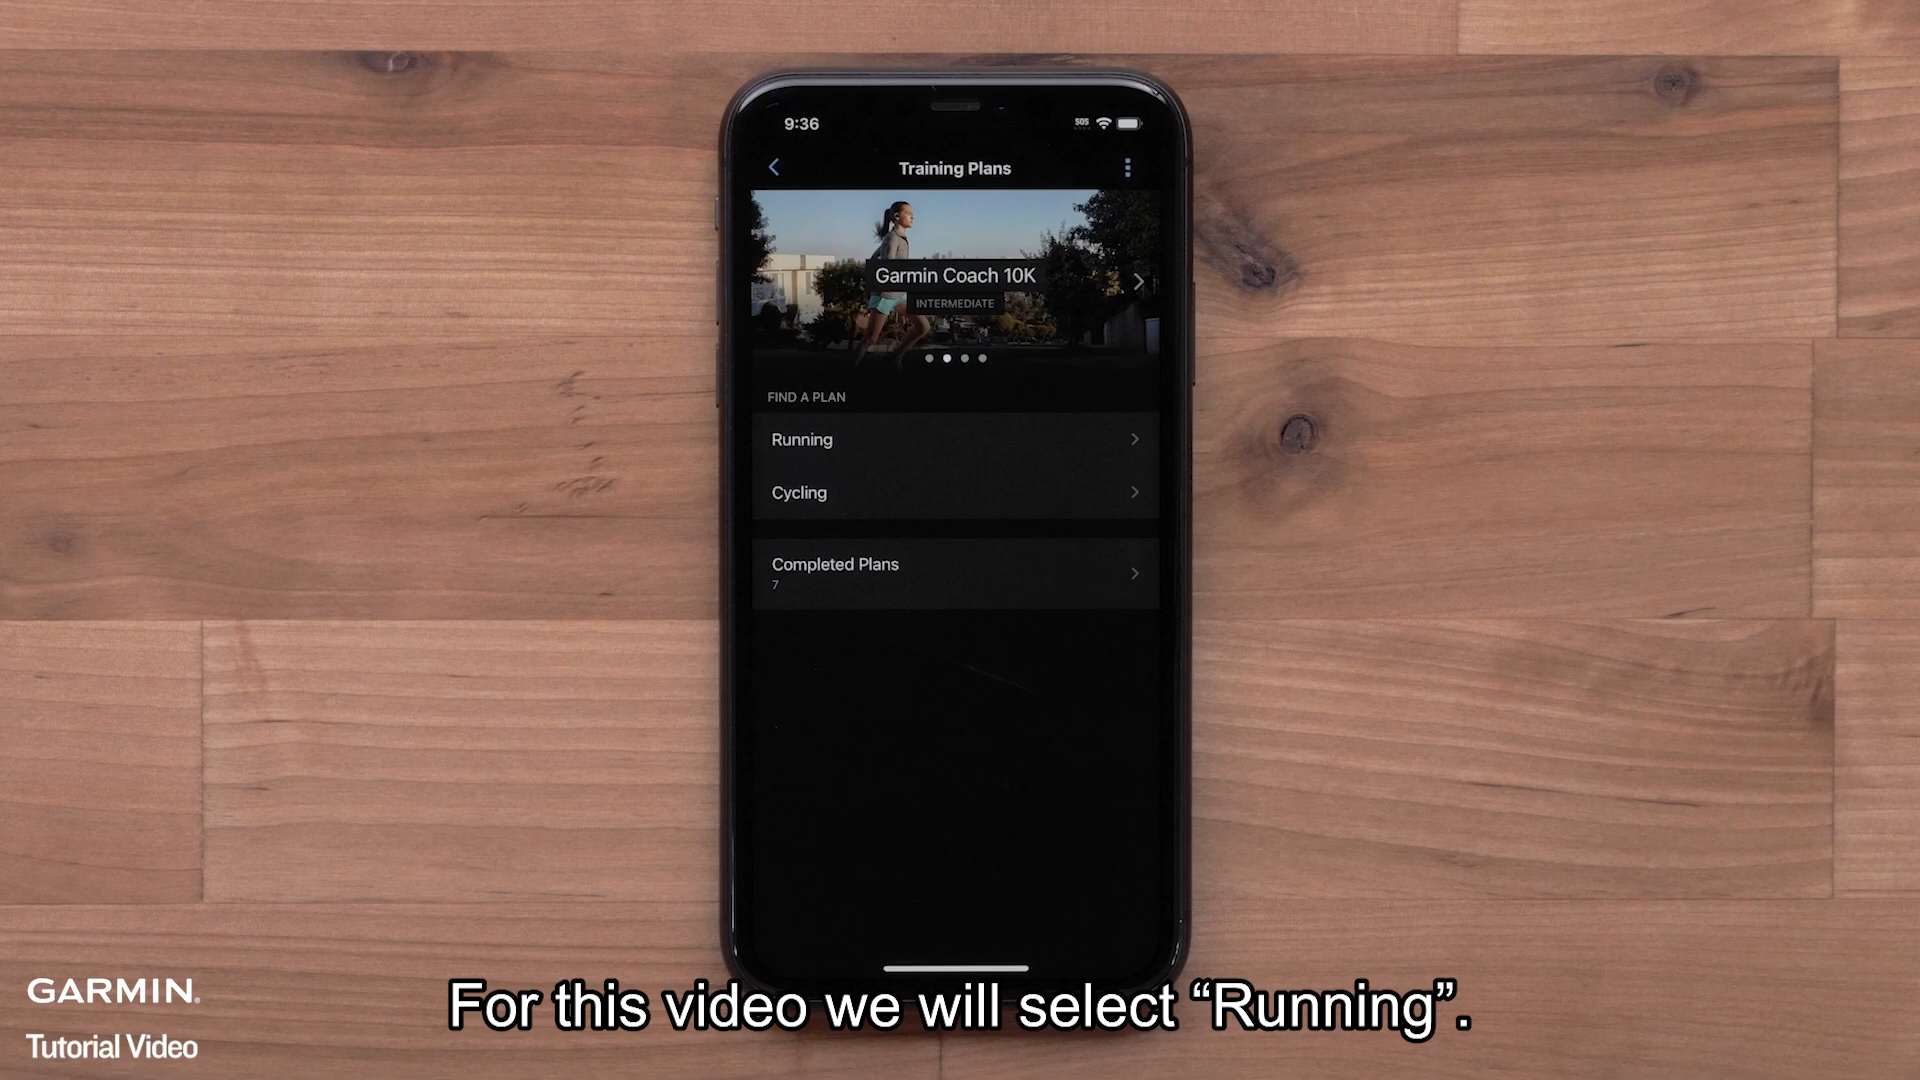 9:36
SOS
Training Plans
Garmin Coach 10K
INTERMEDIATE
FIND A PLAN
Running
Cycling
Completed Plans
7
GARMIN
Tutorial Video
For this video we will select “Running”.